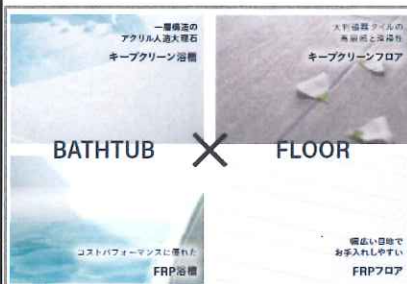 一層構造の
アクリル人造大理石
キープクリーン浴槽
大判磁器タイルの
高級感と清掃性
キープクリーンフロア
BATHTUB × FLOOR
コストパフォーマンスに優れた
FRP浴槽
幅広い目地で
お手入れしやすい
FRPフロア